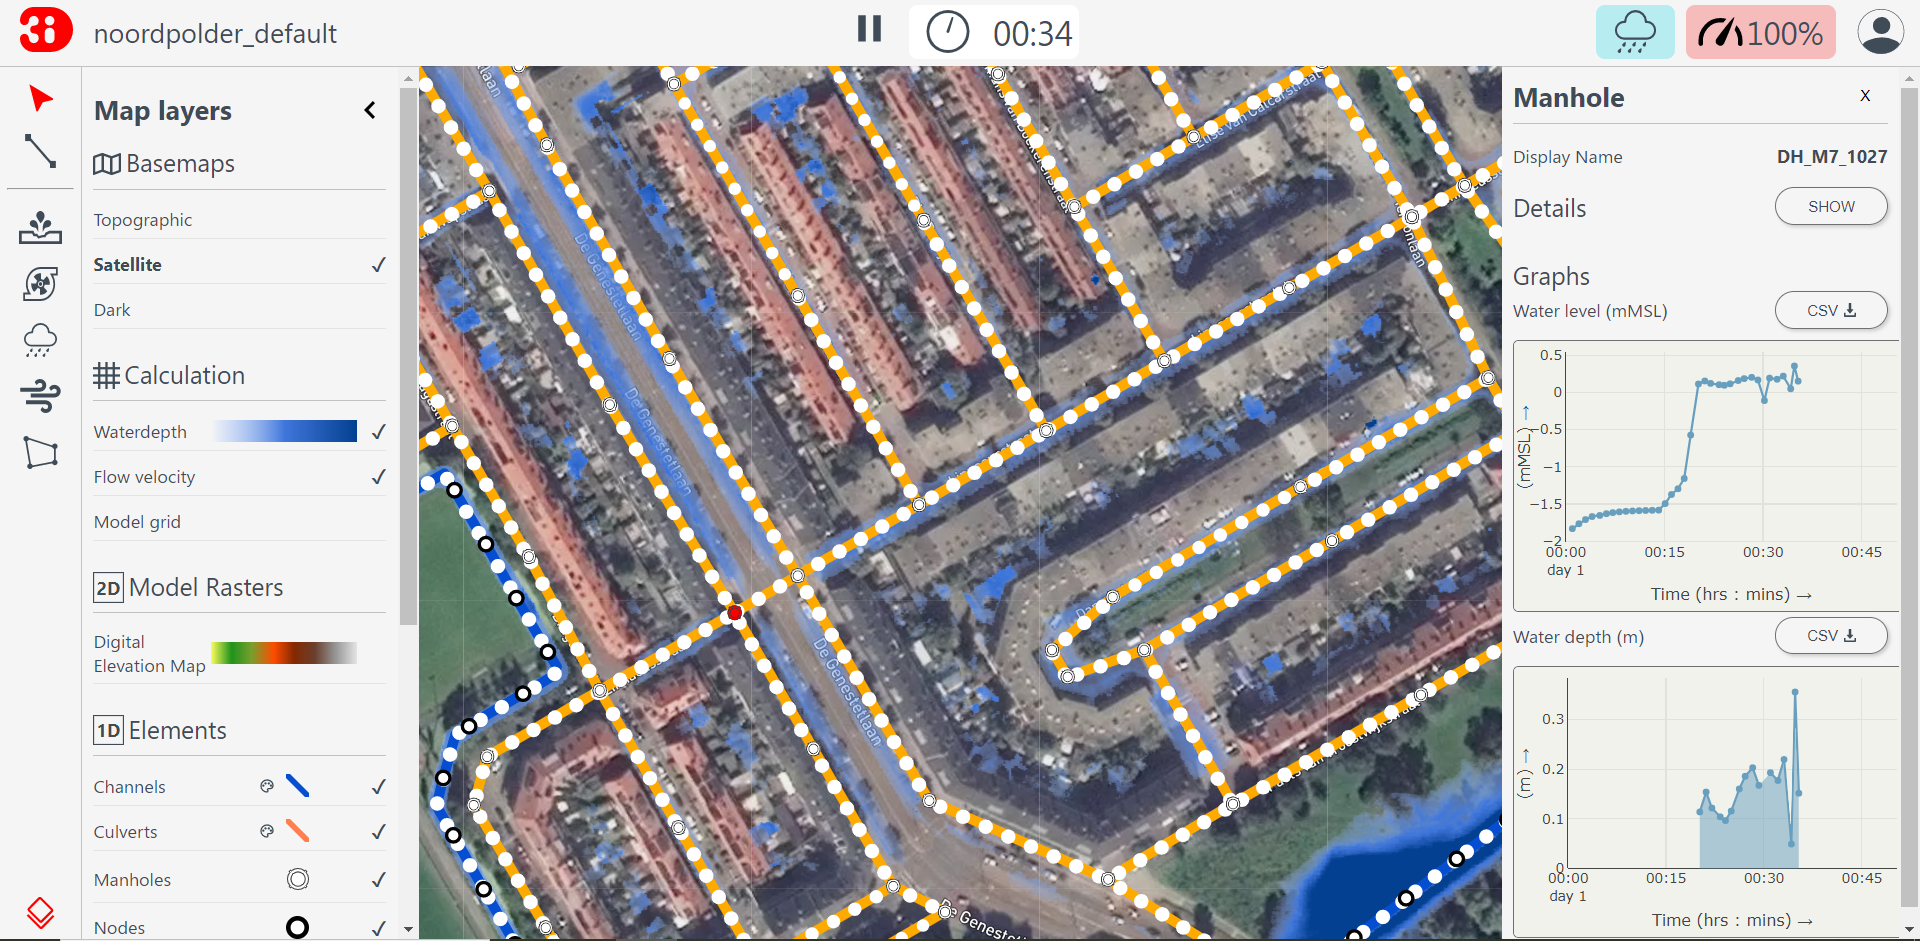 3i
noordpolder_default
00:34
100%
Map layers
Basemaps
Topographic
Satellite
Dark
Calculation
Waterdepth
Flow velocity
Model grid
2D Model Rasters
Digital
Elevation Map
1D Elements
Channels
Culverts
Manholes
Nodes
De Genestetlaan
De Genestetlaan
De Genestetlaan
De Genestetl
Elise van Calcarstraat
Manhole
X
Display Name DH_M7_1027
Details SHOW
Graphs
Water level (mMSL) CSV
0.5
0
−0.5
−1
−1.5
−2
(mMSL) →
00:00 00:15 00:30 00:45
day 1
Time (hrs : mins) →
Water depth (m) CSV
0.3
0.2
0.1
0
(m) →
00:00 00:15 00:30 00:45
day 1
Time (hrs : mins) →